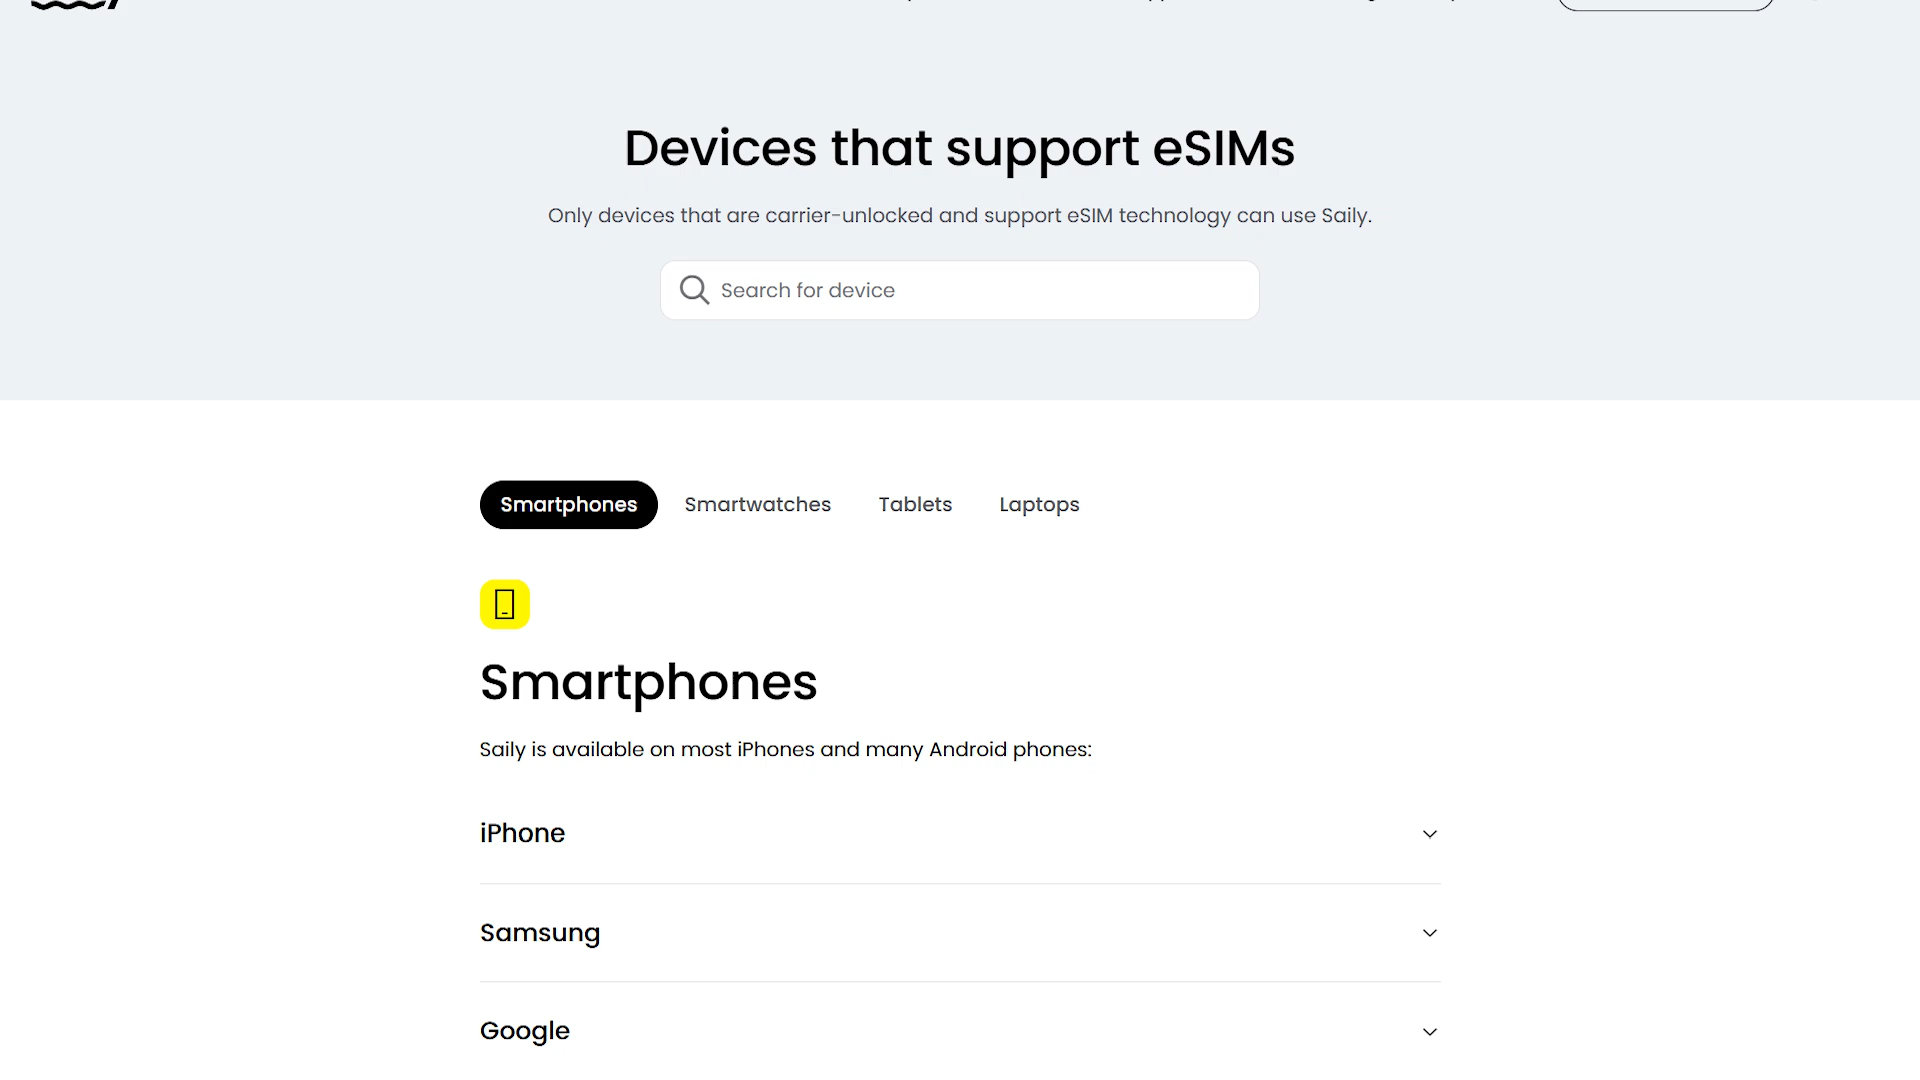 Devices that support eSIMs
Only devices that are carrier-unlocked and support eSIM technology can use Saily.
Search for device
Smartphones
Smartwatches
Tablets
Laptops
Smartphones
Saily is available on most iPhones and many Android phones:
iPhone
Samsung
Google